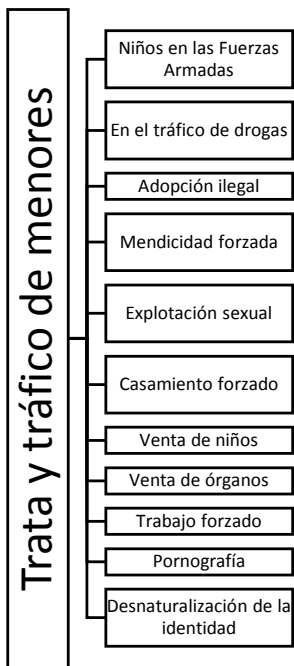 Trata y tráfico de menores
Niños en las Fuerzas
Armadas
En el tráfico de drogas
Adopción ilegal
Mendicidad forzada
Explotación sexual
Casamiento forzado
Venta de niños
Venta de órganos
Trabajo forzado
Pornografía
Desnaturalización de la
identidad